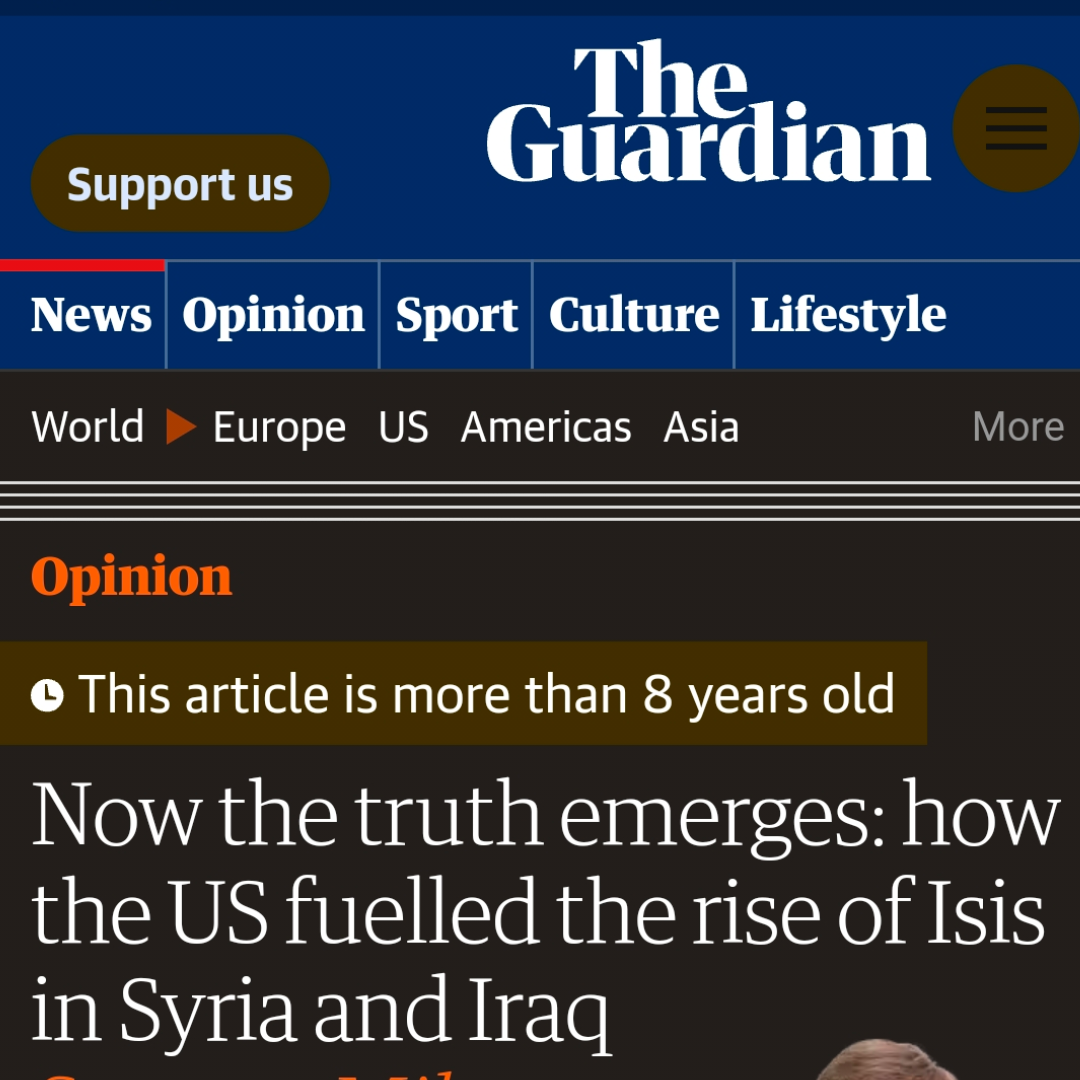 The
Guardian
Support us
News Opinion Sport Culture Lifestyle
World Europe US Americas Asia More
Opinion
This article is more than 8 years old
Now the truth emerges: how
the US fuelled the rise of Isis
in Syria and Iraq